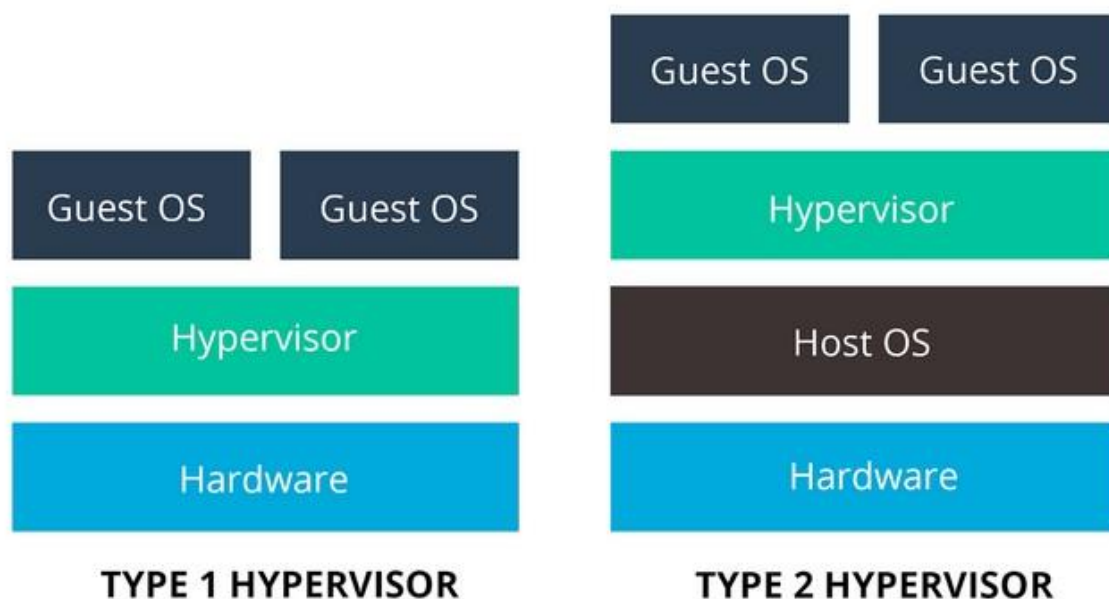 Guest OS
Guest OS
Hypervisor
Hardware
TYPE 1 HYPERVISOR
Guest OS
Guest OS
Hypervisor
Host OS
Hardware
TYPE 2 HYPERVISOR